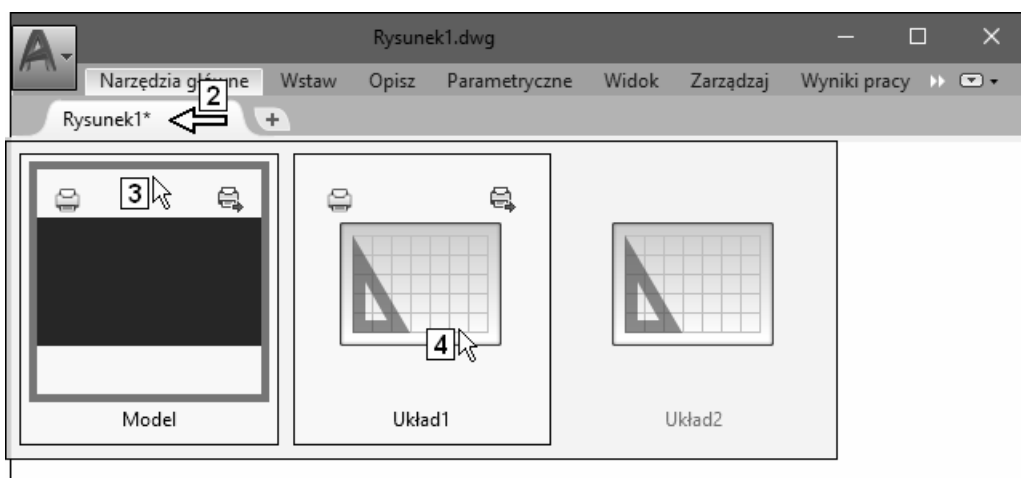 A
Rysunek1.dwg
Narzędzia główne Wstaw Opisz Parametryczne Widok Zarządzaj Wyniki pracy
2
Rysunek1*
3
4
Model Układ1 Układ2